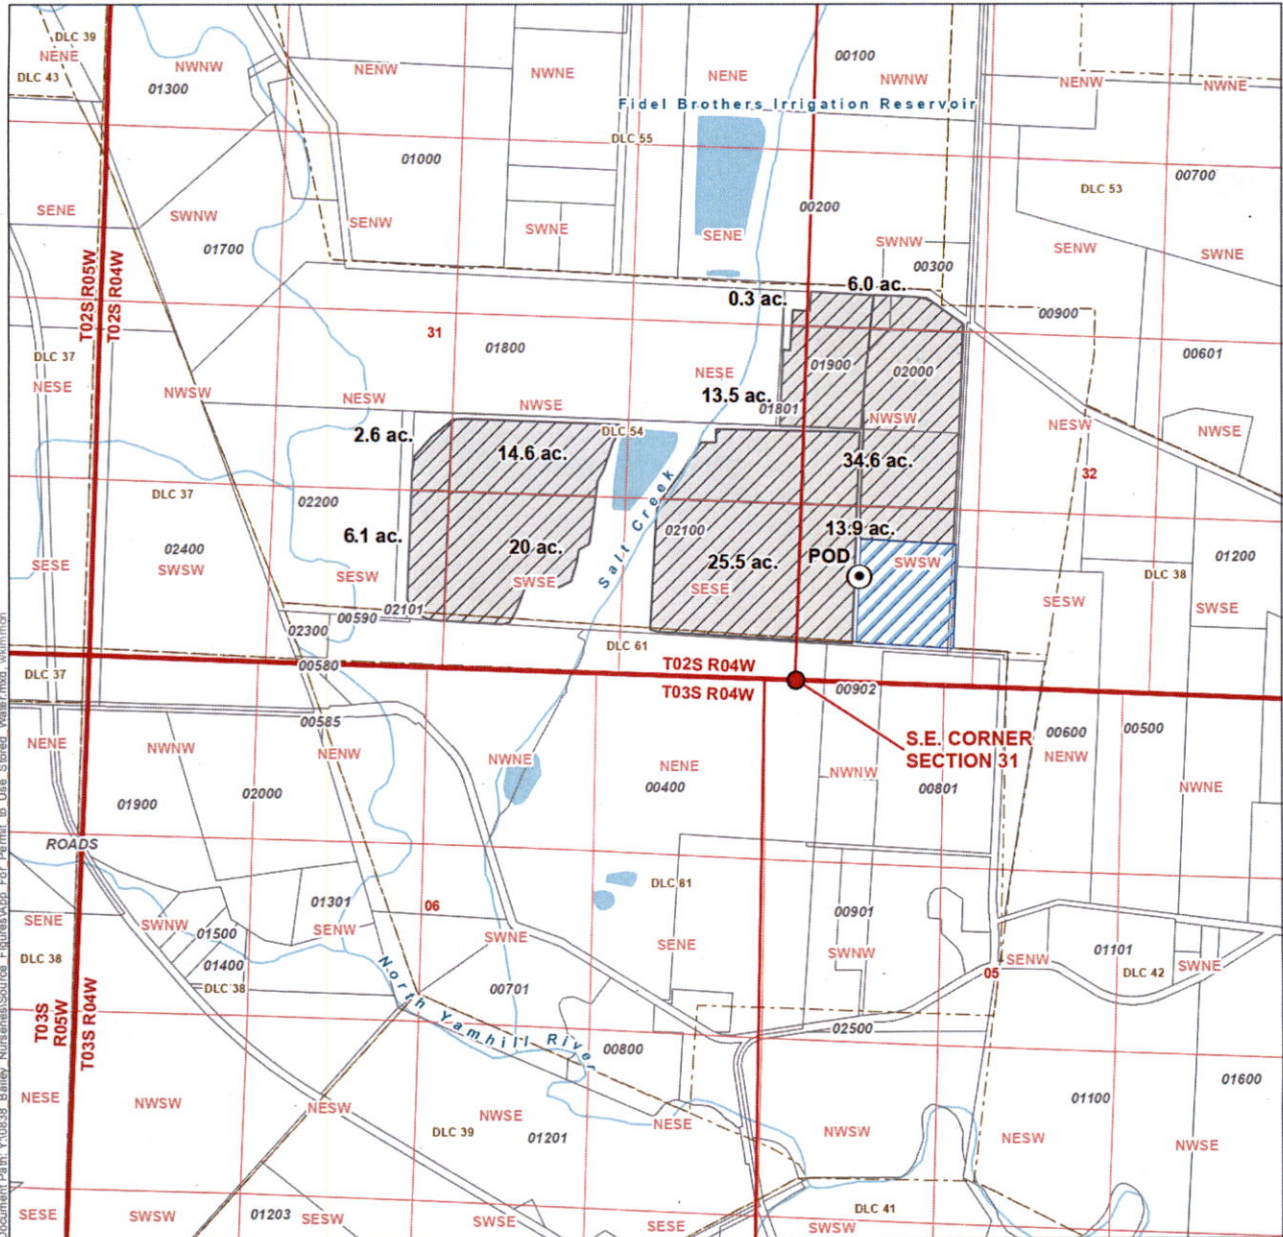 DLC 39
NENE
DLC 43
NWNW
01300
NENW
NWNE
NENE
00100
NWNW
NENW
NWNE
Fidel Brothers Irrigation Reservoir
DLC 55
01000
00700
DLC 53
SENE
SWNW
SENW
SWNE
SENE
00200
SWNW
SENW
SWNE
01700
00300
T02S R05W
T02S R04W
6.0 ac.
0.3 ac.
00900
31
01800
DLC 37
NESE
NWSW
NESW
NWSE
NESE
01900
02000
00601
13.5 ac.
01801
NWSW
NESW
NWSE
2.6 ac.
DLC 54
14.6 ac.
34.6 ac.
32
DLC 37
02200
Salt Creek
02100
13.9 ac.
6.1 ac.
02400
SESE
SWSW
SESW
20 ac.
SWSE
25.5 ac.
SESE
POD
SWSW
01200
DLC 38
SESW
SWSE
02101
00590
02300
DLC 61
00580
T02S R04W
T03S R04W
DLC 37
00902
00585
S.E. CORNER
SECTION 31
00600
00500
NENE
NWNW
NENW
NWNE
NENE
NWNW
NENW
NWNE
01900
02000
00400
00801
ROADS
DLC 81
01301
06
00901
SENE
SWNW
01500
SENW
SWNE
SENE
SWNW
SENW
01101
SWNE
DLC 38
01400
DLC 38
05
DLC 42
North Yamhill River
00701
T03S
R05W
T03S R04W
02500
00800
NESE
NWSW
NESW
NWSE
NESE
NWSW
NESW
NWSE
01100
01600
DLC 39
01201
SESE
SWSW
01203
SESW
SWSE
SESE
SWSW
DLC 41